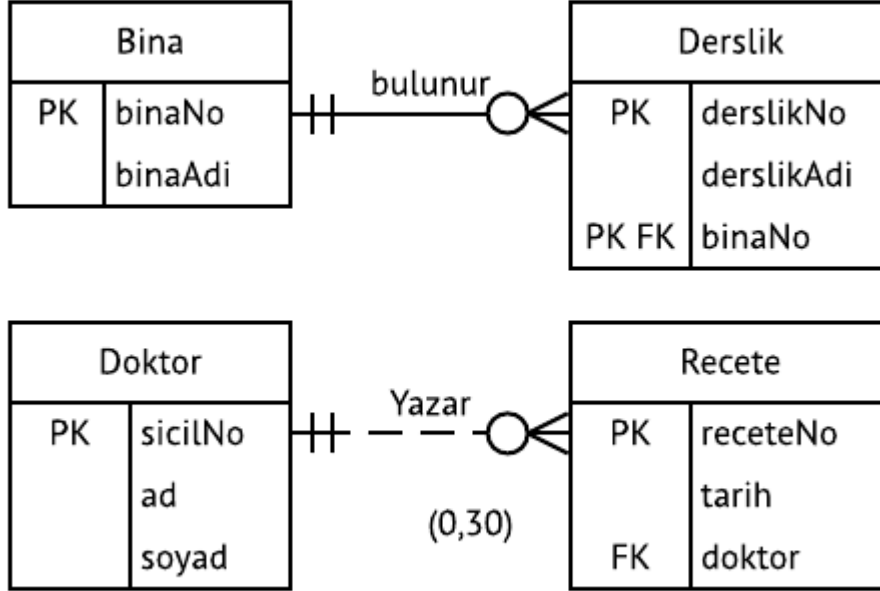 Bina
PK binaNo
binaAdi
bulunur
Derslik
PK derslikNo
derslikAdi
PK FK binaNo
Doktor
PK sicilNo
ad
soyad
Yazar
(0,30)
Recete
PK receteNo
tarih
FK doktor